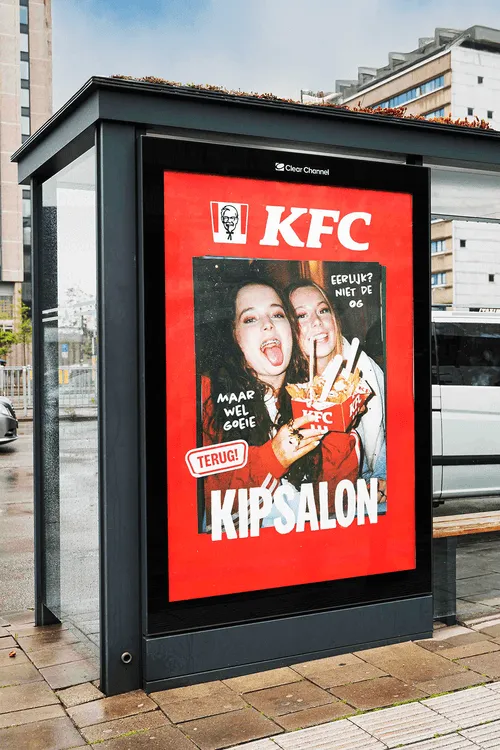 Clear Channel
KFC
EERLIJK?
NIET DE
OG
MAAR
WEL
GOEIE
KFC
TERUG!
KIPSALON